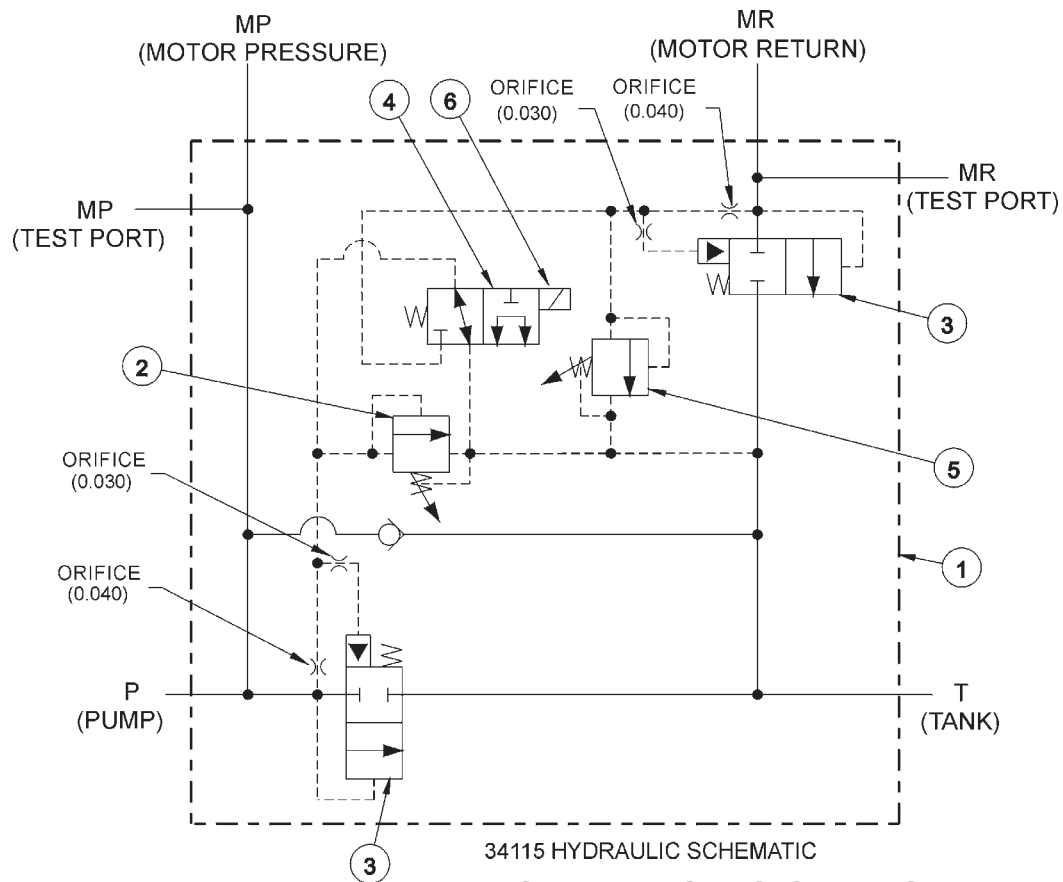 MP
(MOTOR PRESSURE)
MR
(MOTOR RETURN)
4
6
ORIFICE
(0.030)
ORIFICE
(0.040)
MR
(TEST PORT)
MP
(TEST PORT)
3
2
5
ORIFICE
(0.030)
1
ORIFICE
(0.040)
P
(PUMP)
T
(TANK)
3
34115 HYDRAULIC SCHEMATIC